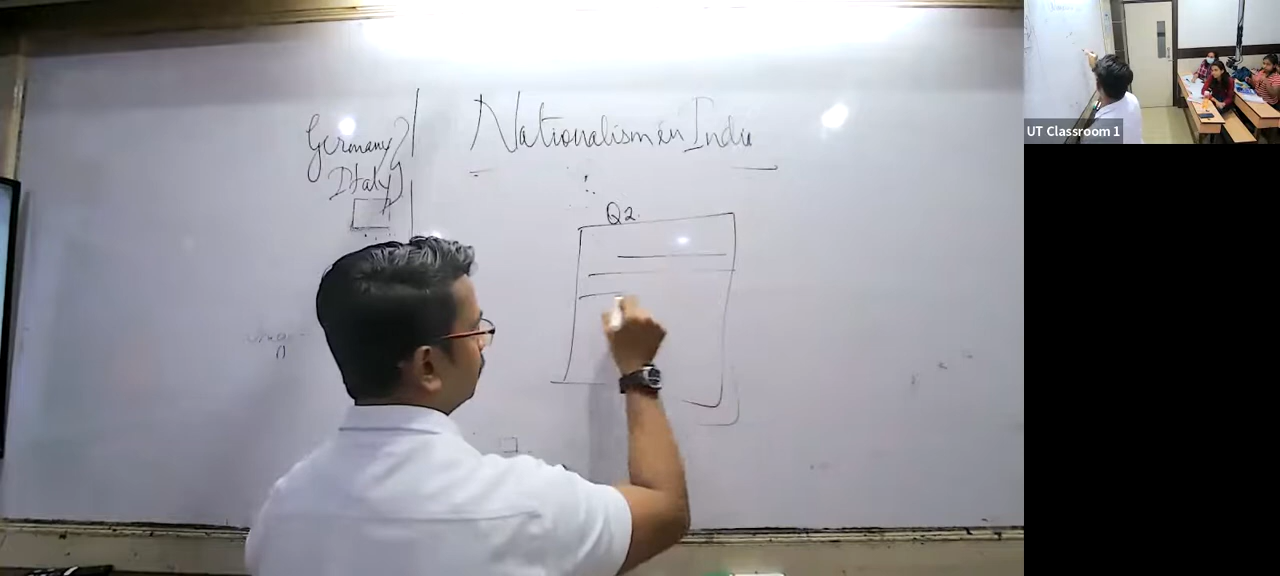 Germany
Italy
Nationalism in India
Q2.
UT Classroom 1